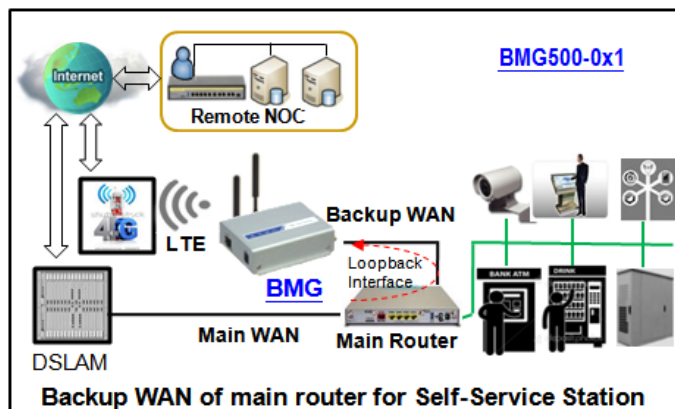 BMG500-0x1
Internet
Remote NOC
4G
LTE
Backup WAN
Loopback
Interface
BMG
BANK ATM
DRINK
Main WAN
Main Router
DSLAM
Backup WAN of main router for Self-Service Station